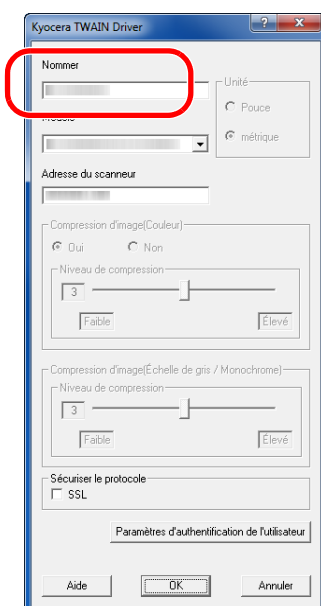 Kyocera TWAIN Driver
Nommer
Unité
Pouce
Modèle
métrique
Adresse du scanneur
Compression d'image(Couleur)
Oui Non
Niveau de compression
3
Faible Élevé
Compression d'image(Échelle de gris / Monochrome)
Niveau de compression
3
Faible Élevé
Sécuriser le protocole
SSL
Paramètres d'authentification de l'utilisateur
Aide OK Annuler